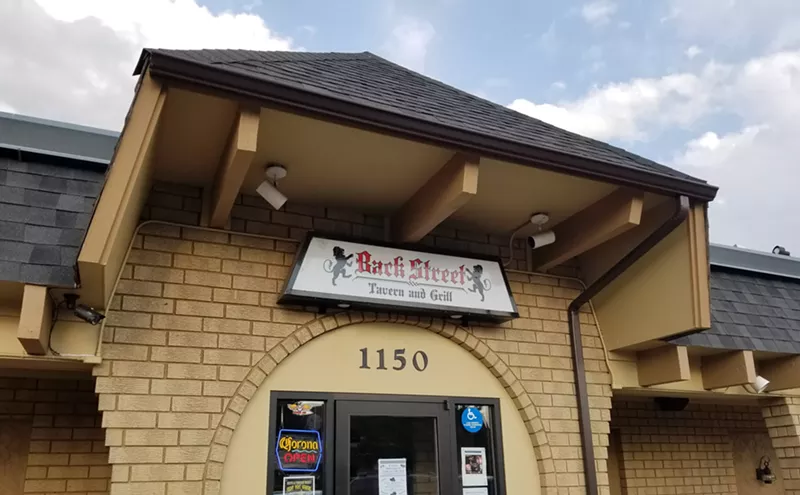 Back Street
Tavern and Grill
1150
Corona
OPEN